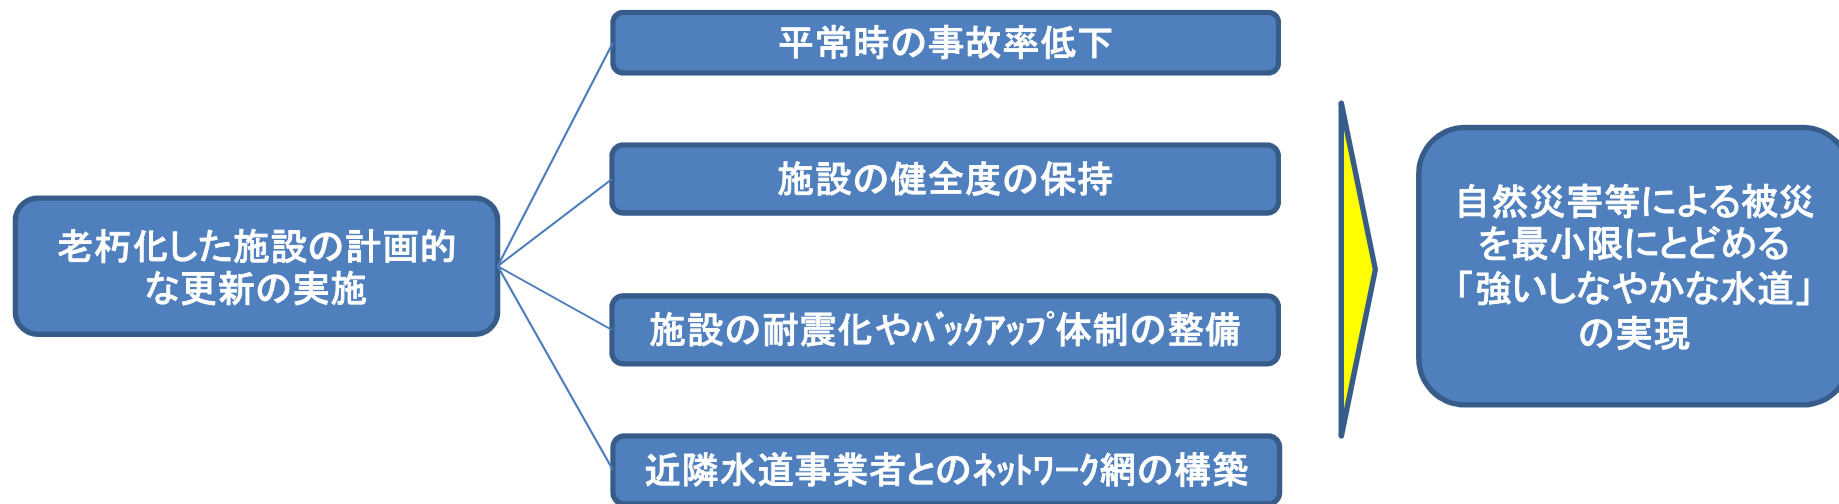 平常時の事故率低下
施設の健全度の保持
老朽化した施設の計画的
な更新の実施
施設の耐震化やﾊﾞｯｸｱｯﾌﾟ体制の整備
近隣水道事業者とのﾈｯﾄﾜｰｸ網の構築
自然災害等による被災
を最小限にとどめる
「強いしなやかな水道」
の実現